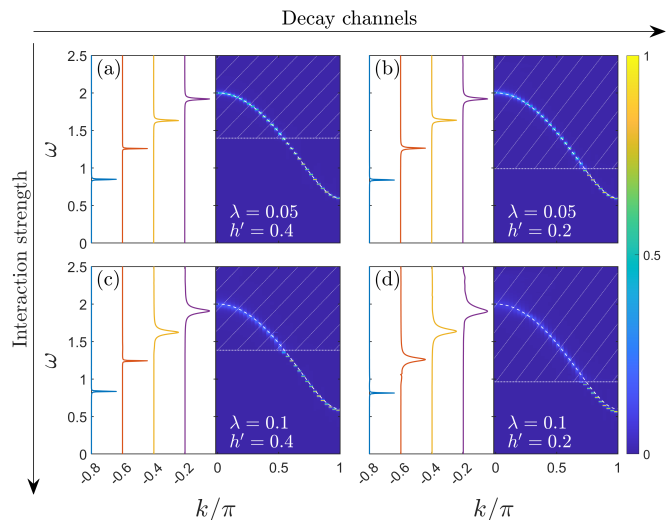 Decay channels
Interaction strength
(a)
2.5
2
1.5
1
0.5
0
ω
λ = 0.05
h′ = 0.4
(b)
λ = 0.05
h′ = 0.2
1
0.5
0
(c)
2.5
2
1.5
1
0.5
0
ω
λ = 0.1
h′ = 0.4
(d)
λ = 0.1
h′ = 0.2
-0.8 -0.6 -0.4 -0.2 0 0.5 1
-0.8 -0.6 -0.4 -0.2 0 0.5 1
k/π
k/π